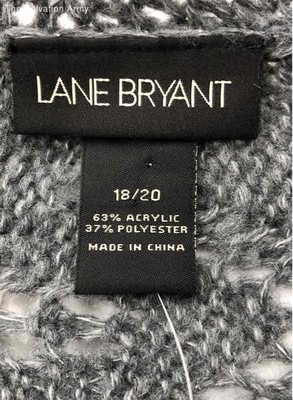 The Salvation Army
LANE BRYANT
18/20
63% ACRYLIC
37% POLYESTER
MADE IN CHINA